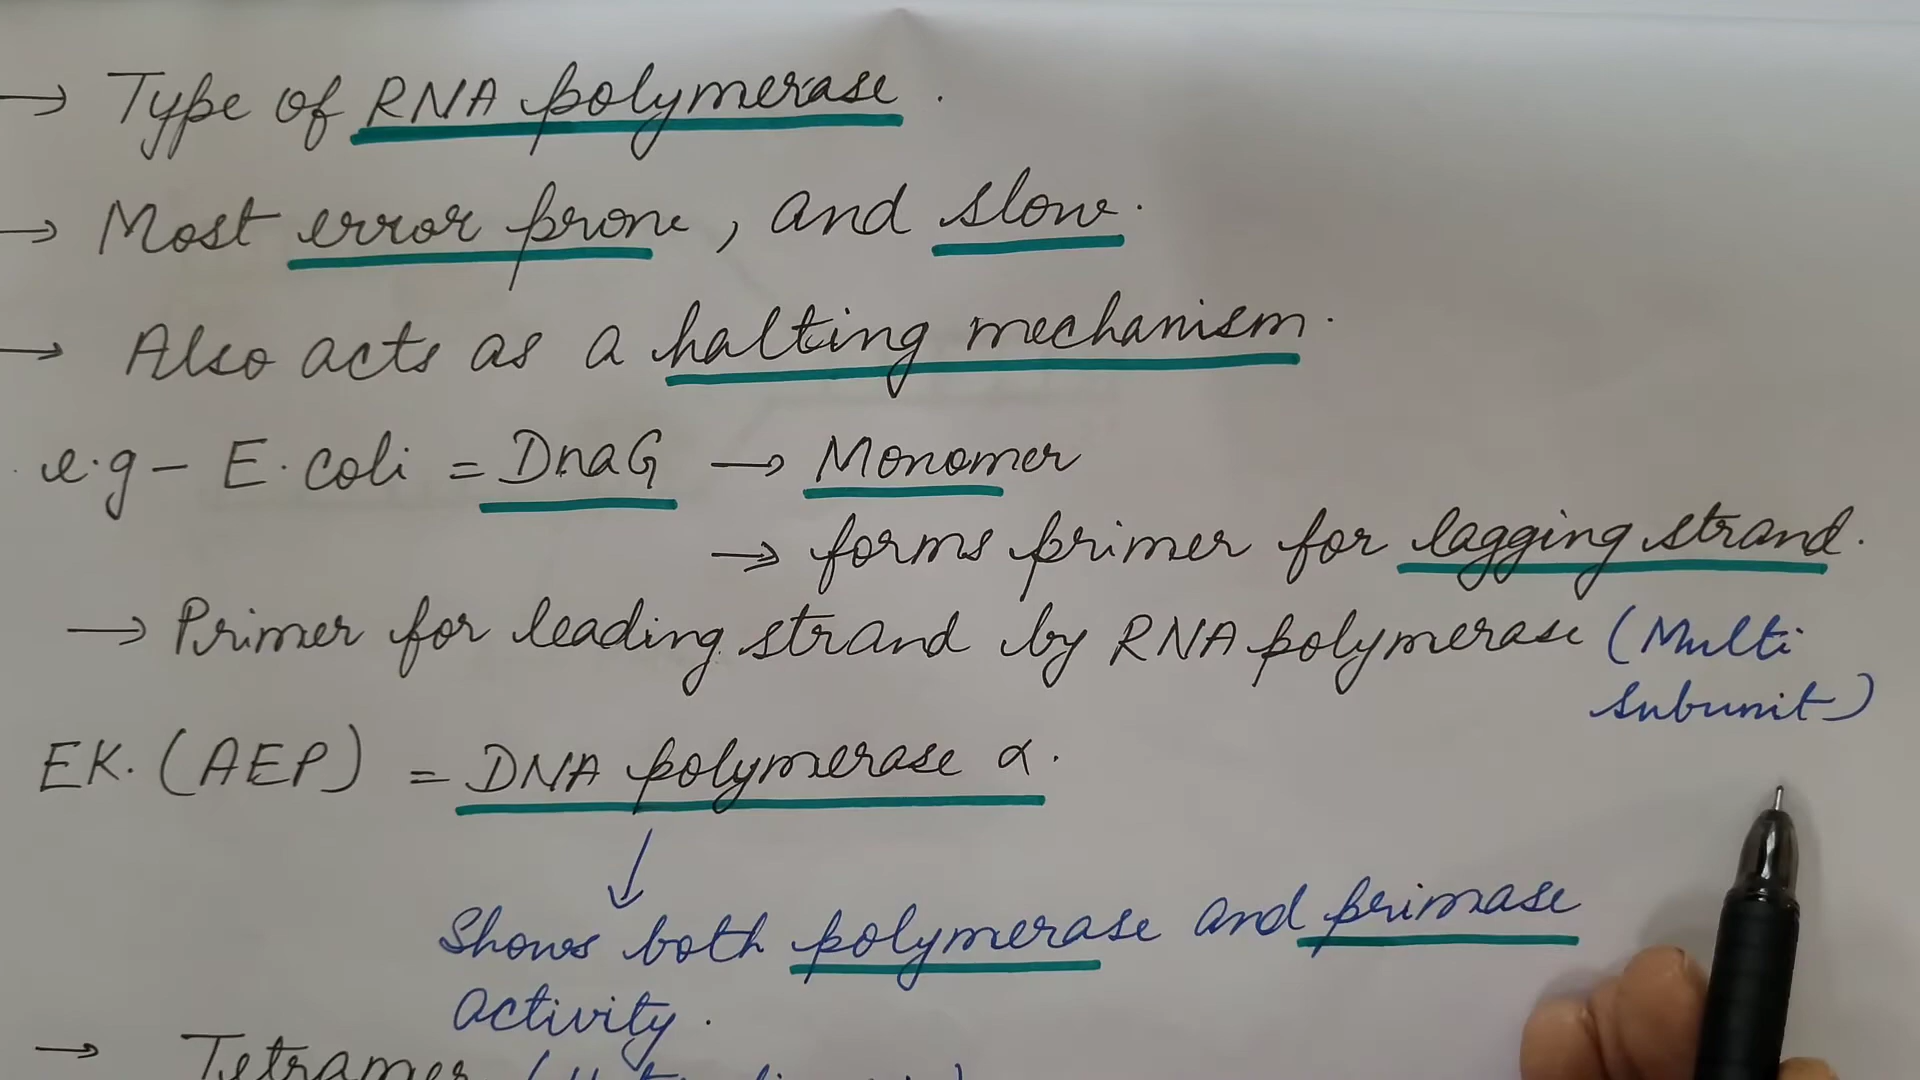 → Type of RNA polymerase.
→ Most error prone, and slow.
→ Also acts as a halting mechanism.
e.g - E. coli = DnaG → Monomer
→ forms primer for lagging strand.
→ Primer for leading strand by RNA polymerase (Multi
subunit)
EK. (AEP) = DNA polymerase α.
↓
Shows both polymerase and primase
activity.
→ Tetramer